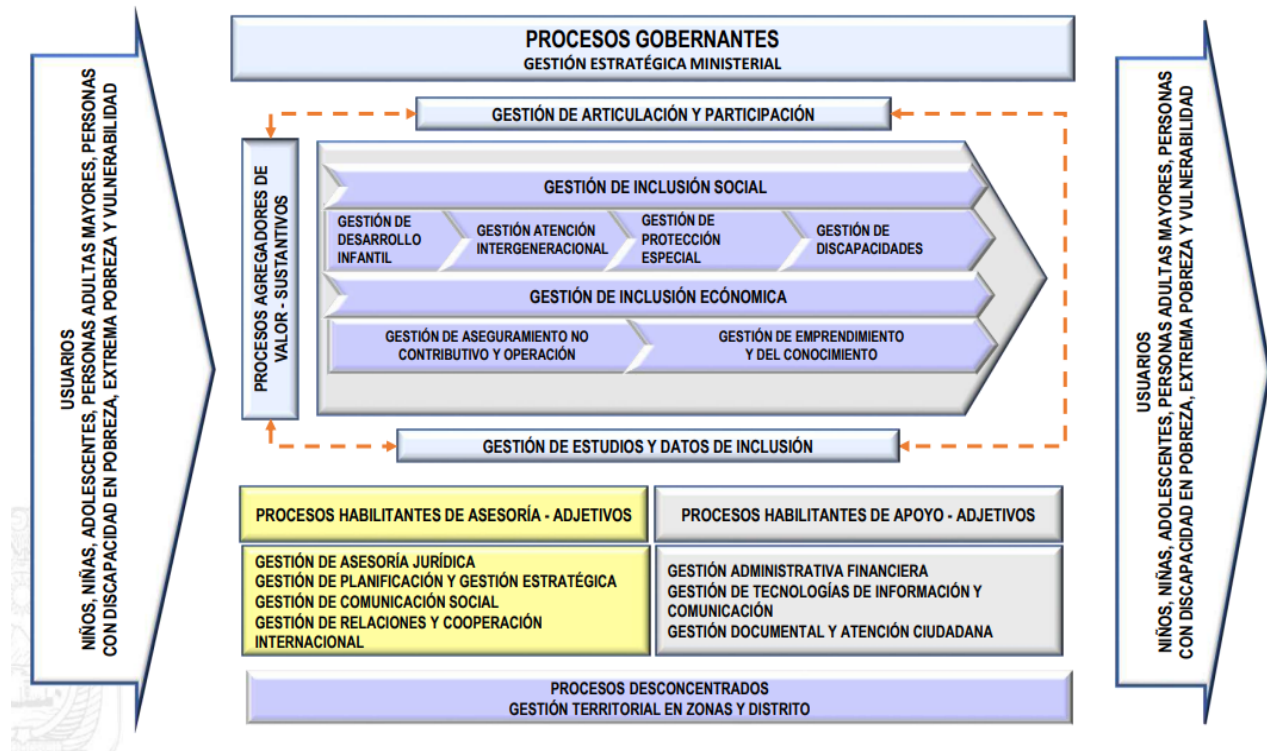 USUARIOS
NIÑOS, NIÑAS, ADOLESCENTES, PERSONAS ADULTAS MAYORES, PERSONAS
CON DISCAPACIDAD EN POBREZA, EXTREMA POBREZA Y VULNERABILIDAD
PROCESOS GOBERNANTES
GESTIÓN ESTRATÉGICA MINISTERIAL
GESTIÓN DE ARTICULACIÓN Y PARTICIPACIÓN
PROCESOS AGREGADORES DE
VALOR - SUSTANTIVOS
GESTIÓN DE INCLUSIÓN SOCIAL
GESTIÓN DE
DESARROLLO
INFANTIL
GESTIÓN ATENCIÓN
INTERGENERACIONAL
GESTIÓN DE
PROTECCIÓN
ESPECIAL
GESTIÓN DE
DISCAPACIDADES
GESTIÓN DE INCLUSIÓN ECÓNOMICA
GESTIÓN DE ASEGURAMIENTO NO
CONTRIBUTIVO Y OPERACIÓN
GESTIÓN DE EMPRENDIMIENTO
Y DEL CONOCIMIENTO
GESTIÓN DE ESTUDIOS Y DATOS DE INCLUSIÓN
PROCESOS HABILITANTES DE ASESORÍA - ADJETIVOS
GESTIÓN DE ASESORÍA JURÍDICA
GESTIÓN DE PLANIFICACIÓN Y GESTIÓN ESTRATÉGICA
GESTIÓN DE COMUNICACIÓN SOCIAL
GESTIÓN DE RELACIONES Y COOPERACIÓN
INTERNACIONAL
PROCESOS HABILITANTES DE APOYO - ADJETIVOS
GESTIÓN ADMINISTRATIVA FINANCIERA
GESTIÓN DE TECNOLOGÍAS DE INFORMACIÓN Y
COMUNICACIÓN
GESTIÓN DOCUMENTAL Y ATENCIÓN CIUDADANA
PROCESOS DESCONCENTRADOS
GESTIÓN TERRITORIAL EN ZONAS Y DISTRITO
USUARIOS
NIÑOS, NIÑAS, ADOLESCENTES, PERSONAS ADULTAS MAYORES, PERSONAS
CON DISCAPACIDAD EN POBREZA, EXTREMA POBREZA Y VULNERABILIDAD